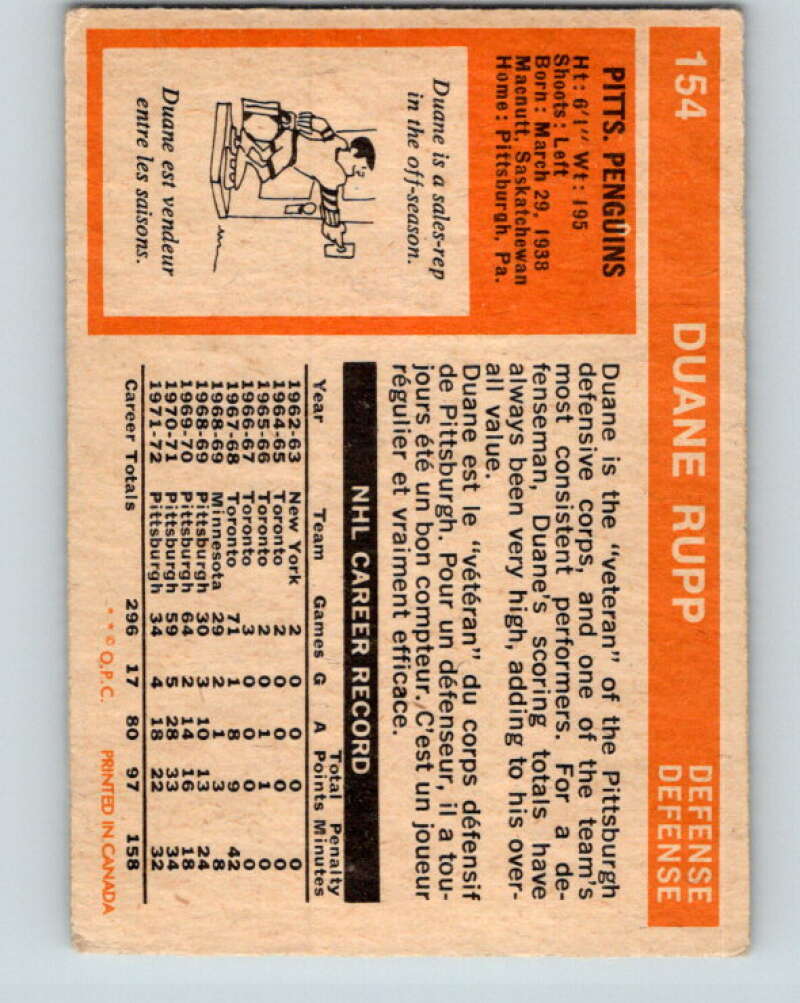 154 DUANE RUPP DEFENSE
DEFENSE
PITTS. PENGUINS
Ht: 6'1" Wt: 195
Shoots: Left
Born: March 29, 1938
Macnutt, Saskatchewan
Home: Pittsburgh, Pa.
Duane is a sales-rep
in the off-season.
Duane est vendeur
entre les saisons.
Duane is the "veteran" of the Pittsburgh
defensive corps, and one of the team's
most consistent performers. For a de-
fenseman, Duane's scoring totals have
always been very high, adding to his over-
all value.
Duane est le "vétéran" du corps défensif
de Pittsburgh. Pour un défenseur, il a tou-
jours été un bon compteur. C'est un joueur
régulier et vraiment efficace.
NHL CAREER RECORD
Total Penalty
Year Team Games G A Points Minutes
1962-63 New York 2 0 0 0 0
1964-65 Toronto 2 0 0 0 0
1965-66 Toronto 2 0 1 1 0
1966-67 Toronto 3 0 0 0 0
1967-68 Toronto 71 1 8 9 42
1968-69 Minnesota 29 2 1 3 8
1968-69 Pittsburgh 30 3 10 13 24
1969-70 Pittsburgh 64 2 14 16 18
1970-71 Pittsburgh 59 5 28 33 34
1971-72 Pittsburgh 34 4 18 22 32
Career Totals 296 17 80 97 158
* * © O.P.C. PRINTED IN CANADA